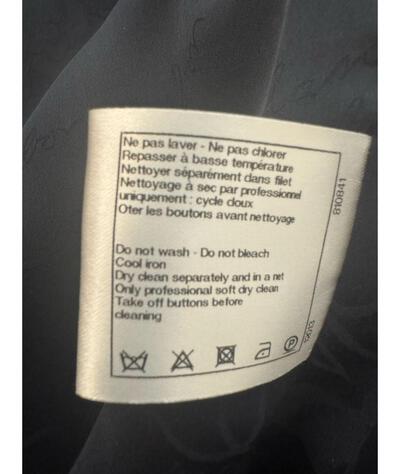 Ne pas laver - Ne pas chlorer
Repasser à basse température
Nettoyer séparément dans filet
Nettoyage à sec par professionnel
uniquement : cycle doux
Oter les boutons avant nettoyage
Do not wash - Do not bleach
Cool iron
Dry clean separately and in a net
Only professional soft dry clean
Take off buttons before
cleaning
P
810841